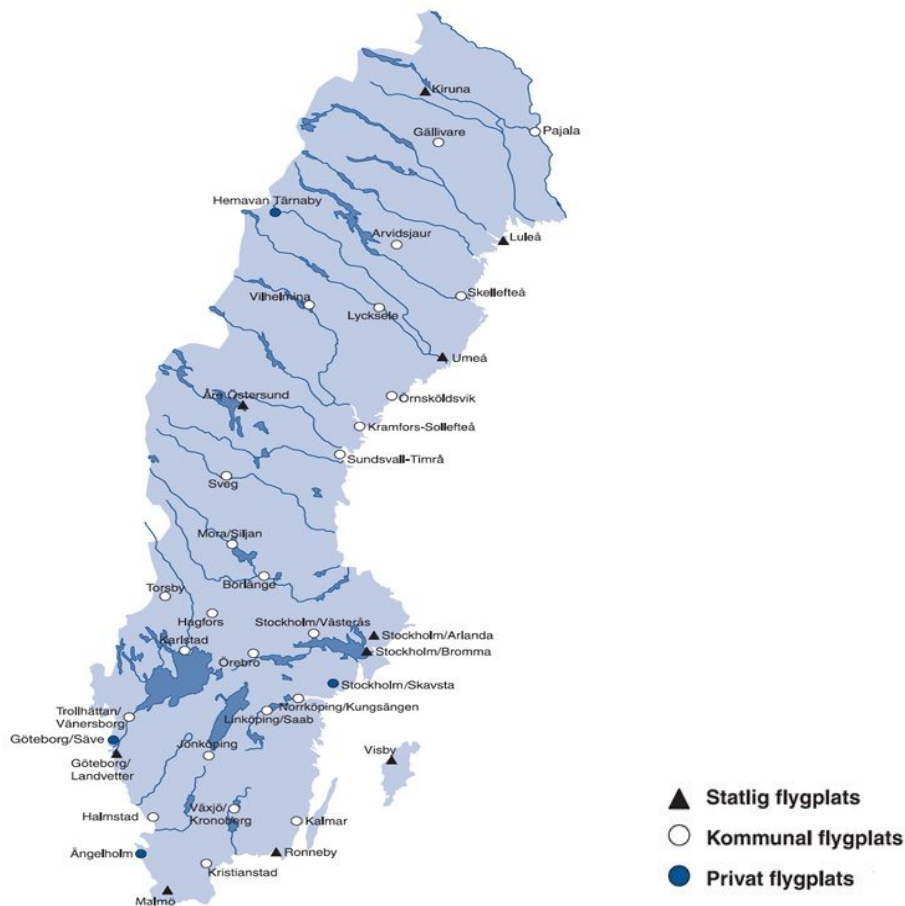 Kiruna
Pajala
Gällivare
Hemavan Tärnaby
Arvidsjaur
Luleå
Skellefteå
Vilhelmina
Lycksele
Umeå
Åre Östersund
Örnsköldsvik
Kramfors-Sollefteå
Sundsvall-Timrå
Sveg
Mora/Siljan
Borlänge
Torsby
Hagfors
Stockholm/Västerås
Stockholm/Arlanda
Karlstad
Stockholm/Bromma
Örebro
Stockholm/Skavsta
Norrköping/Kungsängen
Trollhättan/
Vänersborg
Linköping/Saab
Göteborg/Säve
Jönköping
Visby
Göteborg/
Landvetter
Statlig flygplats
Växjö/
Kronoberg
Halmstad
Kalmar
Kommunal flygplats
Ängelholm
Ronneby
Kristianstad
Privat flygplats
Malmö